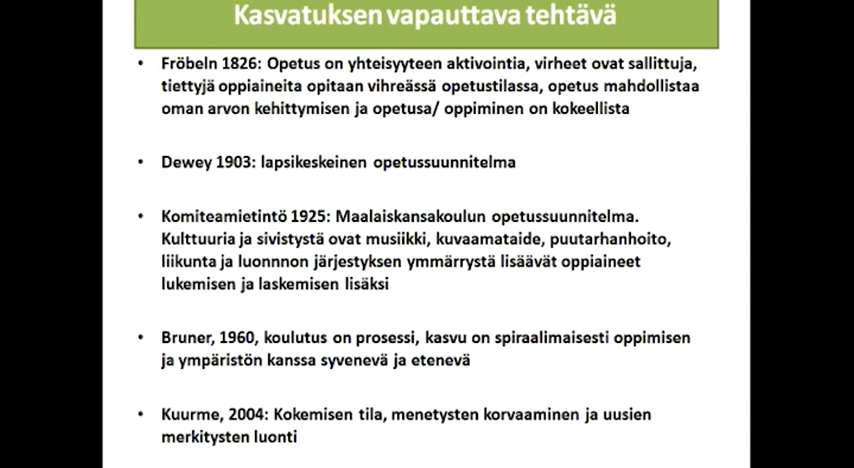 Kasvatuksen vapauttava tehtävä
• Fröbeln 1826: Opetus on yhteisyyteen aktivointia, virheet ovat sallittuja,
tiettyjä oppiaineita opitaan vihreässä opetustilassa, opetus mahdollistaa
oman arvon kehittymisen ja opetusa/ oppiminen on kokeellista
• Dewey 1903: lapsikeskeinen opetussuunnitelma
• Komiteamietintö 1925: Maalaiskansakoulun opetussuunnitelma.
Kulttuuria ja sivistystä ovat musiikki, kuvaamataide, puutarhanhoito,
liikunta ja luonnnon järjestyksen ymmärrystä lisäävät oppiaineet
lukemisen ja laskemisen lisäksi
• Bruner, 1960, koulutus on prosessi, kasvu on spiraalimaisesti oppimisen
ja ympäristön kanssa syvenevä ja etenevä
• Kuurme, 2004: Kokemisen tila, menetysten korvaaminen ja uusien
merkitysten luonti